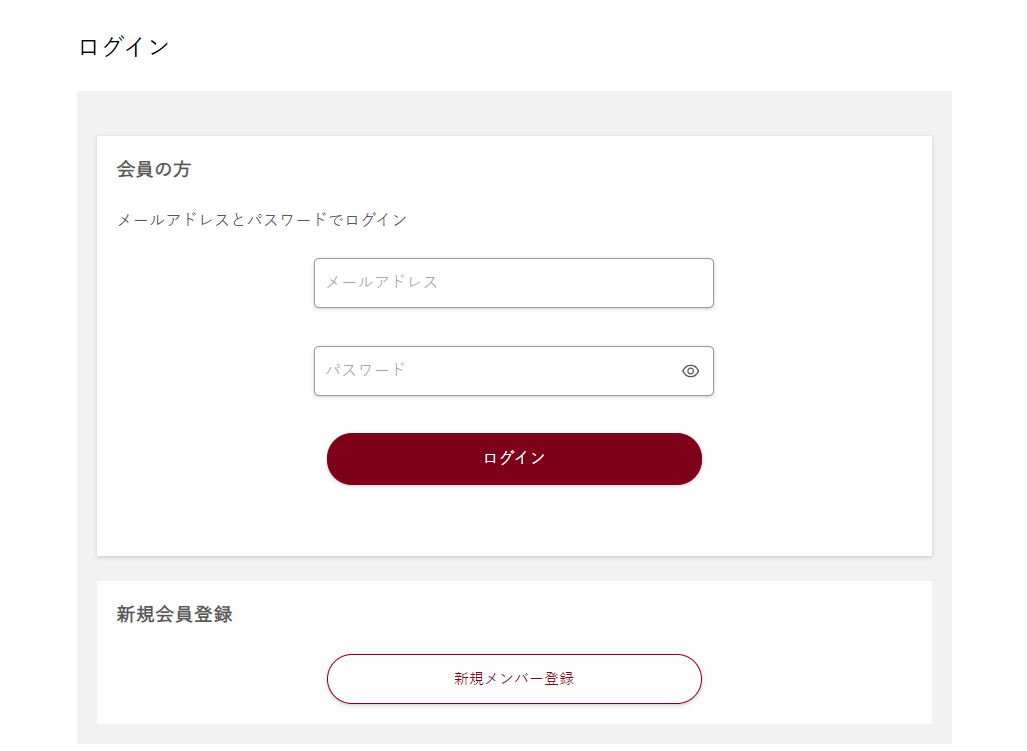 ログイン
会員の方
メールアドレスとパスワードでログイン
メールアドレス
パスワード
ログイン
新規会員登録
新規メンバー登録